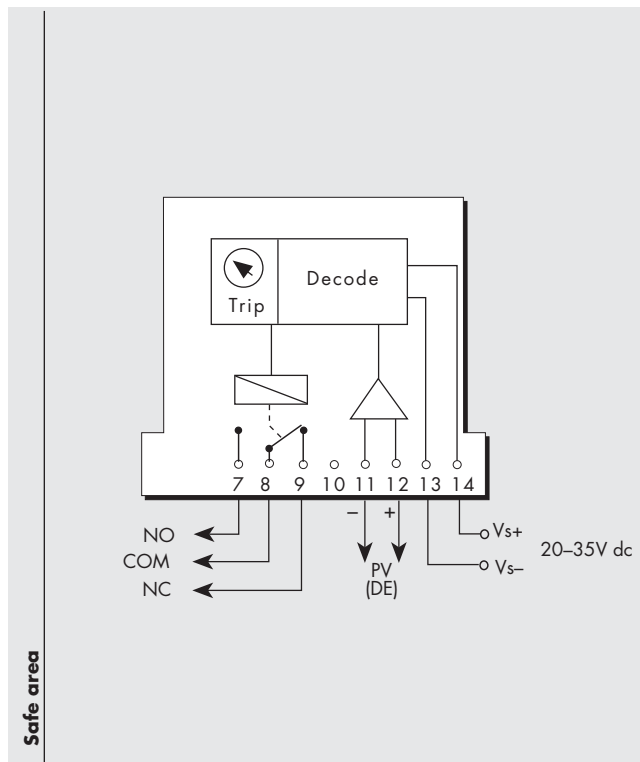 Decode
Trip
7 8 9 10 11 12 13 14
– +
NO
COM
NC
PV
(DE)
Vs+
20–35V dc
Vs–
Safe area